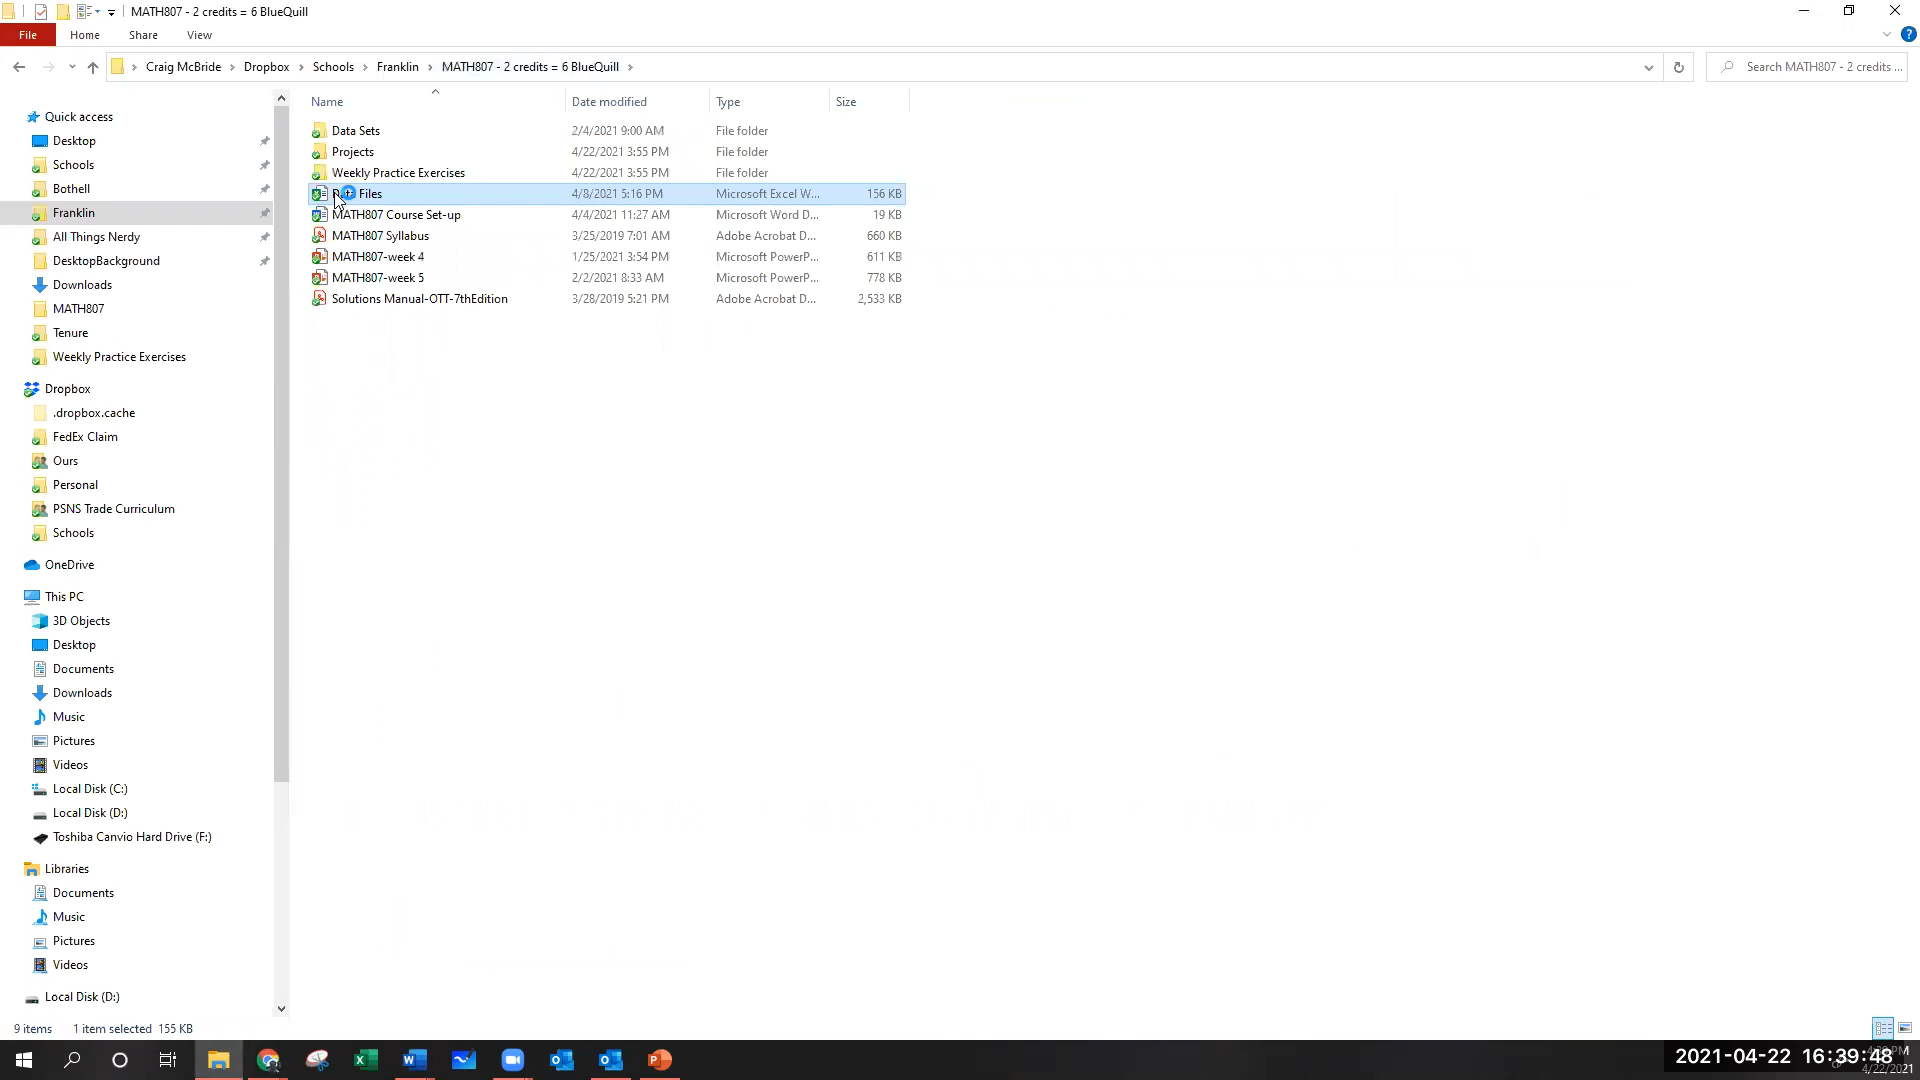 MATH807 - 2 credits = 6 BlueQuill
File Home Share View
Craig McBride Dropbox Schools Franklin MATH807 - 2 credits = 6 BlueQuill
Search MATH807 - 2 credits ...
Name Date modified Type Size
Data Sets 2/4/2021 9:00 AM File folder
Projects 4/22/2021 3:55 PM File folder
Weekly Practice Exercises 4/22/2021 3:55 PM File folder
Files 4/8/2021 5:16 PM Microsoft Excel W... 156 KB
MATH807 Course Set-up 4/4/2021 11:27 AM Microsoft Word D... 19 KB
MATH807 Syllabus 3/25/2019 7:01 AM Adobe Acrobat D... 660 KB
MATH807-week 4 1/25/2021 3:54 PM Microsoft PowerP... 611 KB
MATH807-week 5 2/2/2021 8:33 AM Microsoft PowerP... 778 KB
Solutions Manual-OTT-7thEdition 3/28/2019 5:21 PM Adobe Acrobat D... 2,533 KB
Quick access
Desktop
Schools
Bothell
Franklin
All Things Nerdy
DesktopBackground
Downloads
MATH807
Tenure
Weekly Practice Exercises
Dropbox
.dropbox.cache
FedEx Claim
Ours
Personal
PSNS Trade Curriculum
Schools
OneDrive
This PC
3D Objects
Desktop
Documents
Downloads
Music
Pictures
Videos
Local Disk (C:)
Local Disk (D:)
Toshiba Canvio Hard Drive (F:)
Libraries
Documents
Music
Pictures
Videos
Local Disk (D:)
9 items 1 item selected 155 KB
2021-04-22 16:39:48
4/22/2021